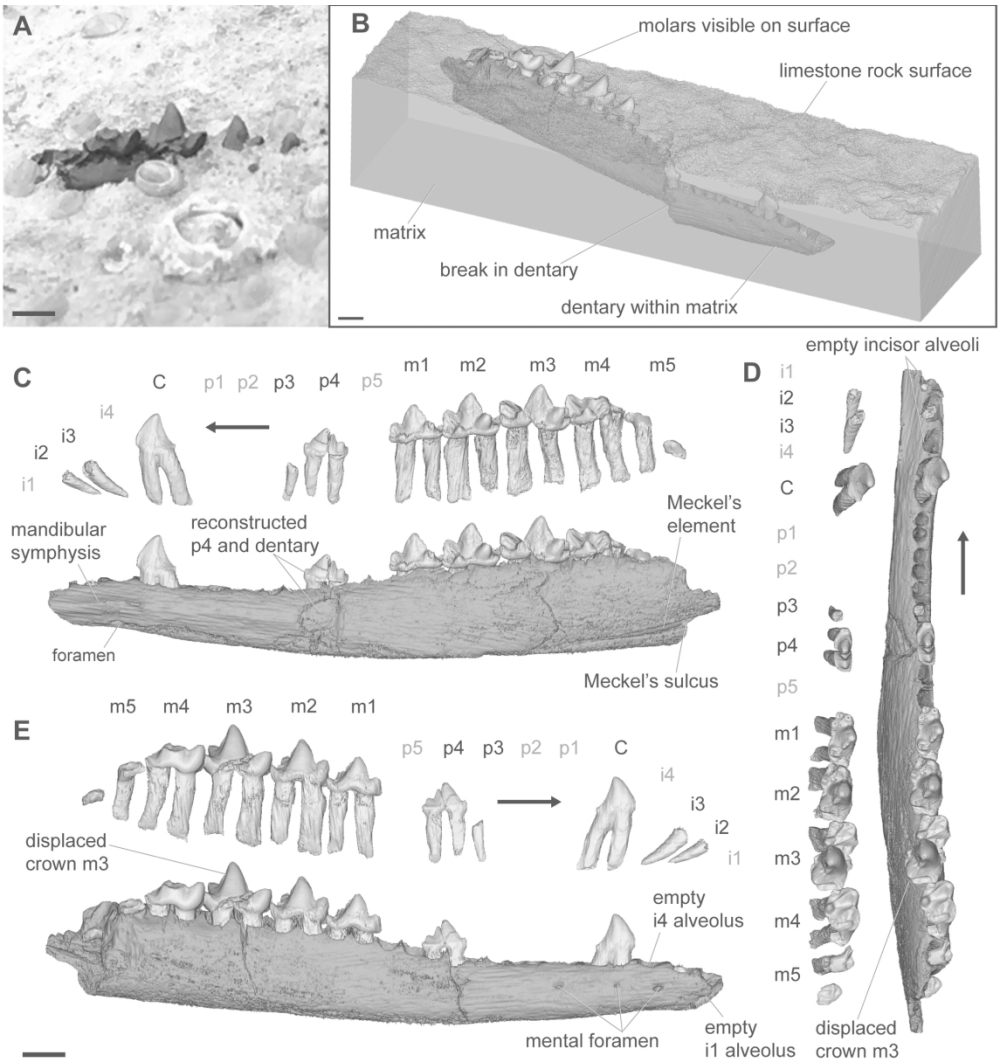 A
B
molars visible on surface
limestone rock surface
matrix
break in dentary
dentary within matrix
C
i1
i2
i3
i4
C
p1
p2
p3
p4
p5
m1
m2
m3
m4
m5
mandibular
symphysis
reconstructed
p4 and dentary
Meckel's
element
foramen
Meckel's sulcus
D
empty incisor alveoli
i1
i2
i3
i4
C
p1
p2
p3
p4
p5
m1
m2
m3
m4
m5
displaced
crown m3
E
m5
m4
m3
m2
m1
p5
p4
p3
p2
p1
C
i4
i3
i2
i1
displaced
crown m3
empty
i4 alveolus
mental foramen
empty
i1 alveolus